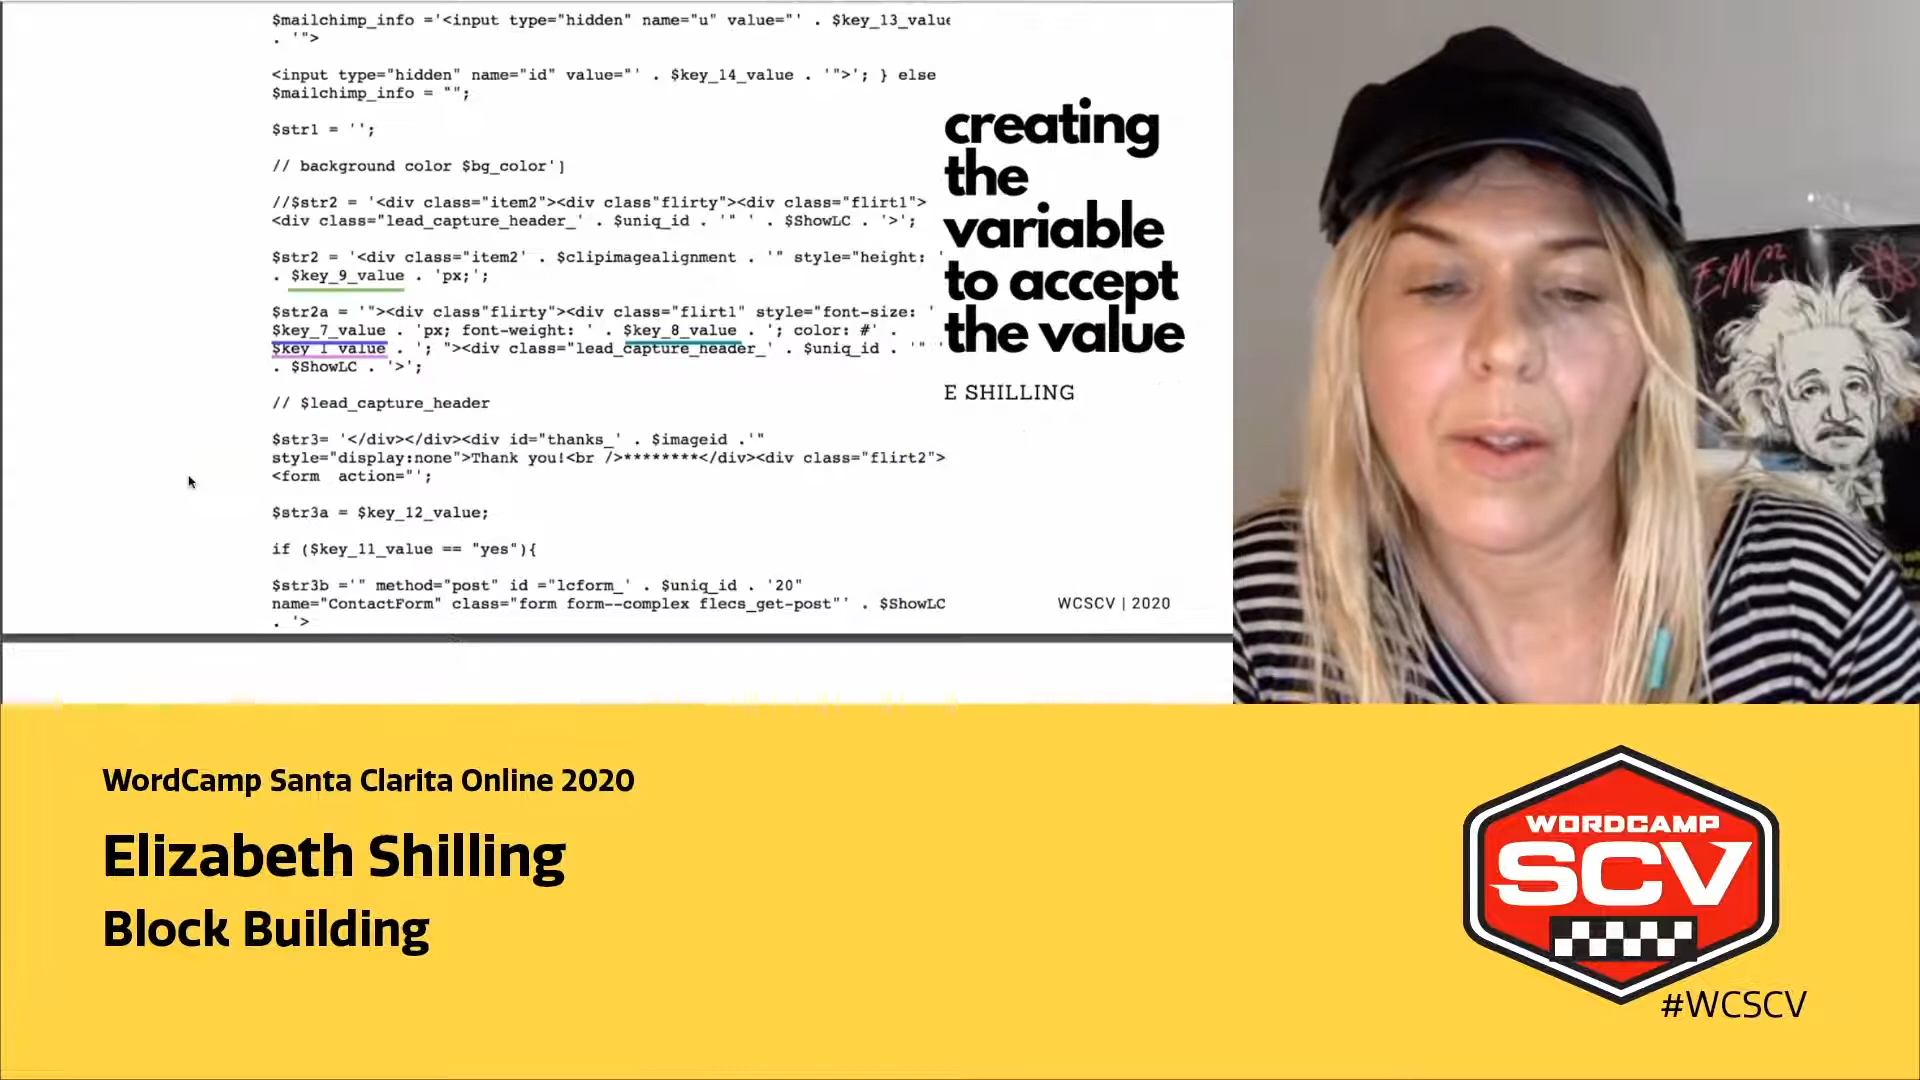 $mailchimp_info ='<input type="hidden" name="u" value="' . $key_13_value
. '">
<input type="hidden" name="id" value="' . $key_14_value . '">'; } else
$mailchimp_info = "";
$str1 = '';
// background color $bg_color']
//$str2 = '<div class="item2"><div class"flirty"><div class="flirt1">
<div class="lead_capture_header_' . $uniq_id . '" ' . $ShowLC . '>';
$str2 = '<div class="item2' . $clipimagealignment . '" style="height: '
. $key_9_value . 'px;';
$str2a = '"><div class"flirty"><div class="flirt1" style="font-size: '
$key_7_value . 'px; font-weight: ' . $key_8_value . '; color: #' .
$key_1_value . '; "><div class="lead_capture_header_' . $uniq_id . '" '
. $ShowLC . '>';
// $lead_capture_header
$str3= '</div></div><div id="thanks_' . $imageid .'"
style="display:none">Thank you!<br />********</div><div class="flirt2">
<form action="';
$str3a = $key_12_value;
if ($key_11_value == "yes"){
$str3b ='" method="post" id ="lcform_' . $uniq_id . '20"
name="ContactForm" class="form form--complex flecs_get-post"' . $ShowLC
. '>
creating
the
variable
to accept
the value
E SHILLING
WCSCV | 2020
E=MC²
WordCamp Santa Clarita Online 2020
Elizabeth Shilling
Block Building
WORDCAMP
SCV
#WCSCV